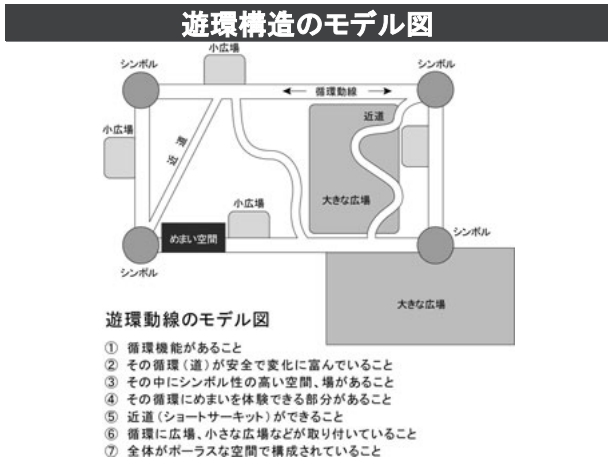 遊環構造のモデル図
小広場
シンボル
シンボル
循環動線
近道
小広場
近道
大きな広場
小広場
めまい空間
シンボル
シンボル
大きな広場
遊環動線のモデル図
① 循環機能があること
② その循環（道）が安全で変化に富んでいること
③ その中にシンボル性の高い空間、場があること
④ その循環にめまいを体験できる部分があること
⑤ 近道（ショートサーキット）ができること
⑥ 循環に広場、小さな広場などが取り付いていること
⑦ 全体がポーラスな空間で構成されていること